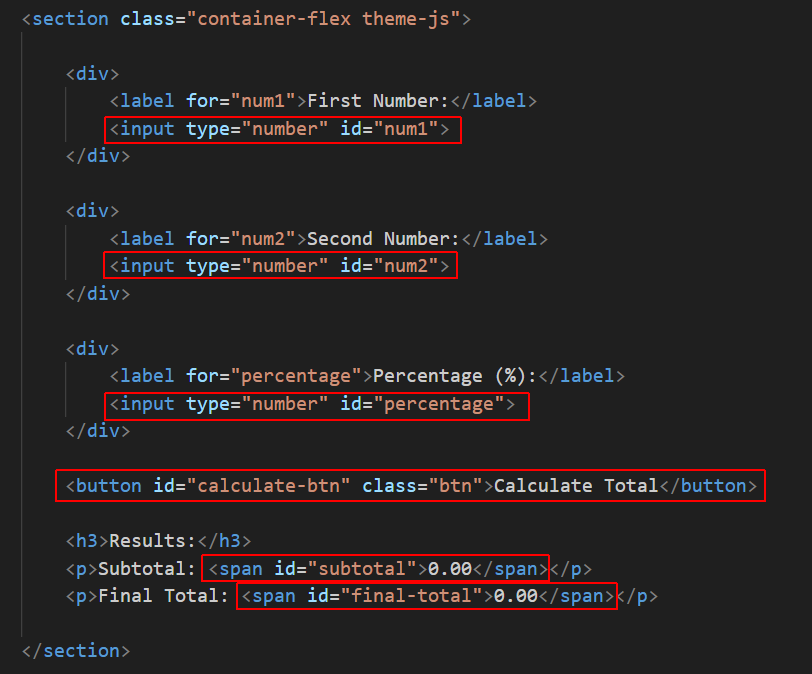 <section class="container-flex theme-js">
<div>
<label for="num1">First Number:</label>
<input type="number" id="num1">
</div>
<div>
<label for="num2">Second Number:</label>
<input type="number" id="num2">
</div>
<div>
<label for="percentage">Percentage (%):</label>
<input type="number" id="percentage">
</div>
<button id="calculate-btn" class="btn">Calculate Total</button>
<h3>Results:</h3>
<p>Subtotal: <span id="subtotal">0.00</span></p>
<p>Final Total: <span id="final-total">0.00</span></p>
</section>